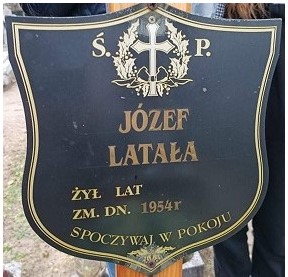 Ś. P.
JÓZEF
LATAŁA
ŻYŁ LAT
ZM. DN. 1954r
SPOCZYWAJ W POKOJU